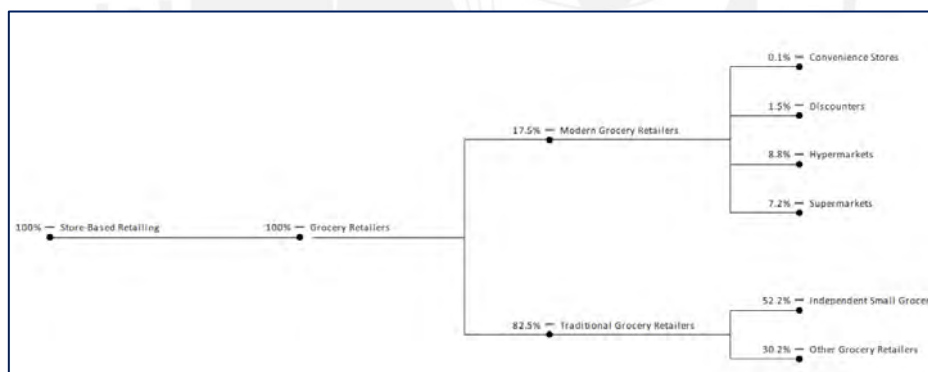 0.1% — Convenience Stores
1.5% — Discounters
17.5% — Modern Grocery Retailers
8.8% — Hypermarkets
7.2% — Supermarkets
100% — Store-Based Retailing
100% — Grocery Retailers
52.2% — Independent Small Grocer
82.5% — Traditional Grocery Retailers
30.2% — Other Grocery Retailers